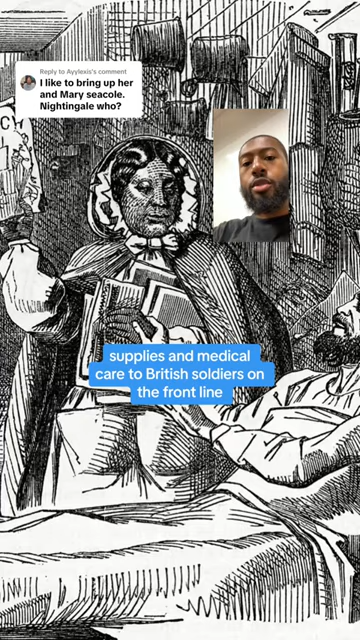 Reply to Ayylexis's comment
I like to bring up her
and Mary seacole.
Nightingale who?
CY
supplies and medical
care to British soldiers on
the front line